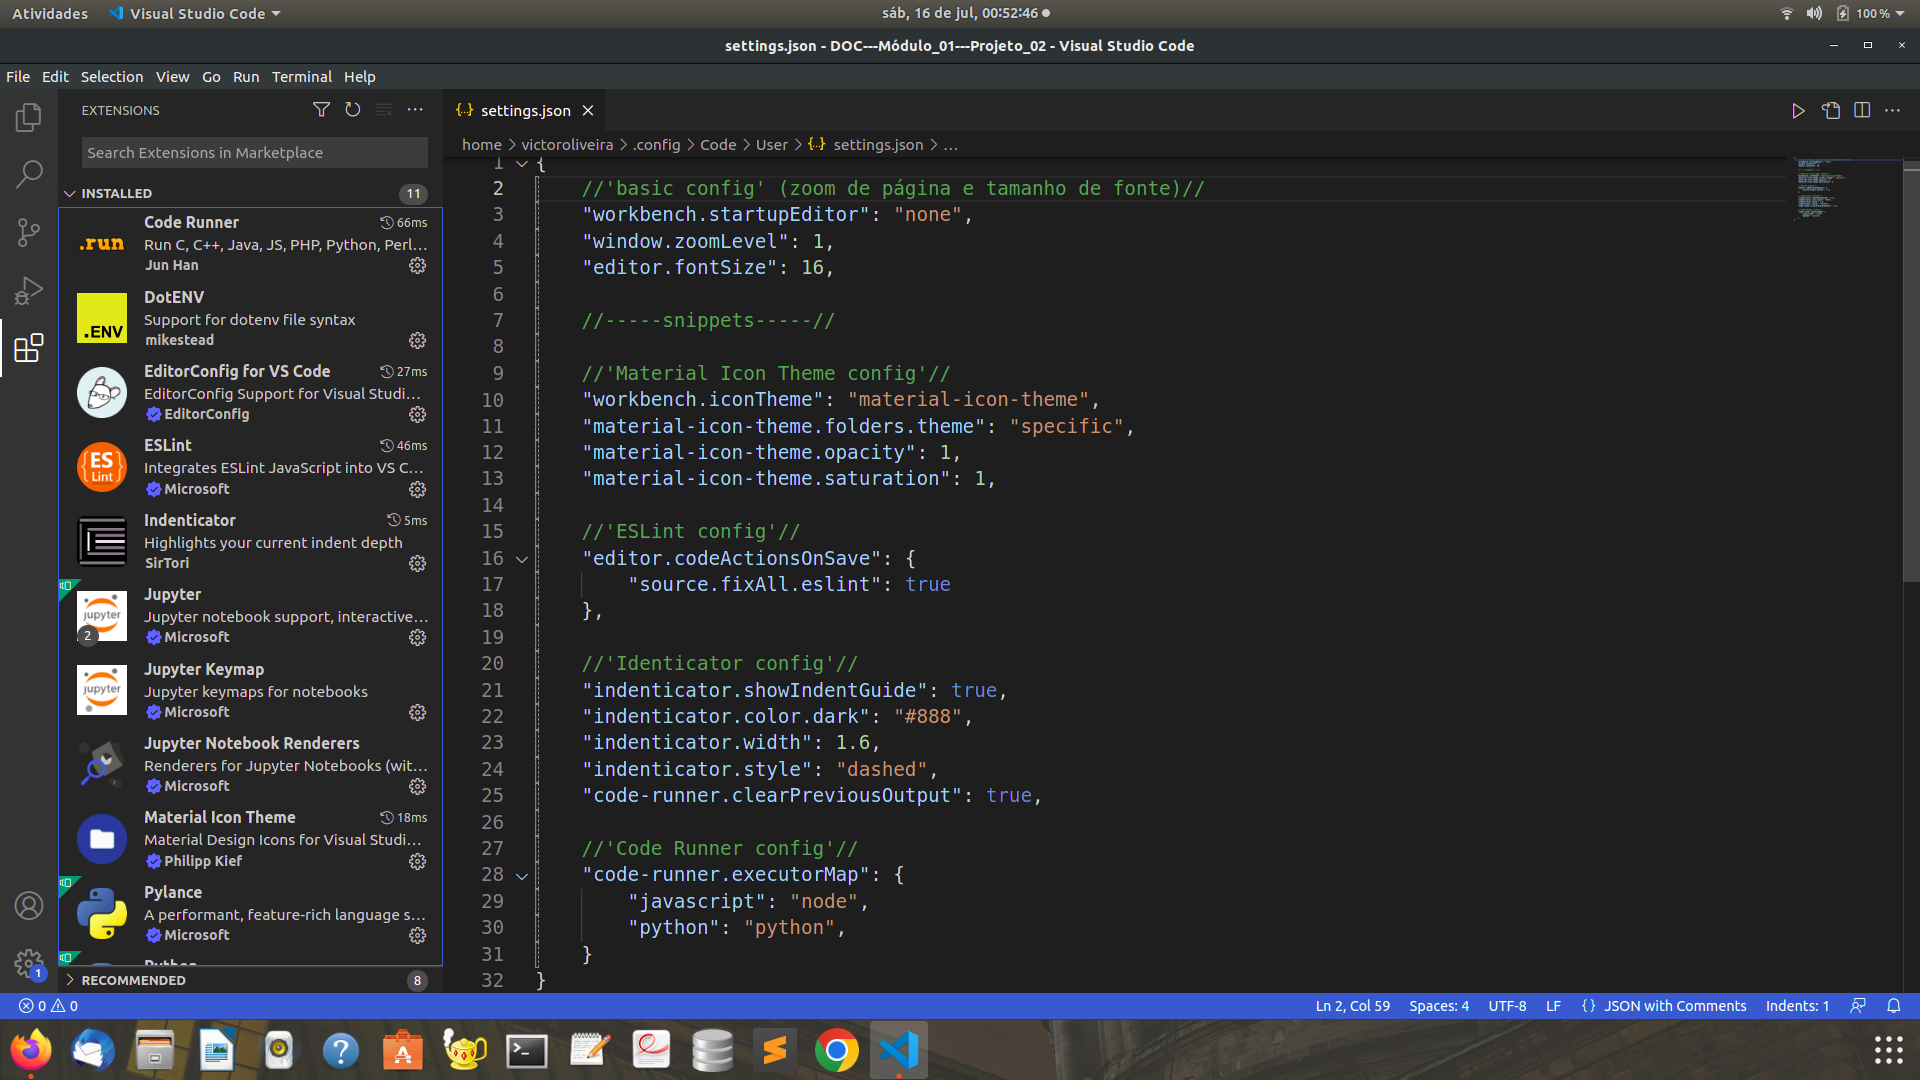 Atividades
Visual Studio Code
sáb, 16 de jul, 00:52:46
100 %
settings.json - DOC---Módulo_01---Projeto_02 - Visual Studio Code
File Edit Selection View Go Run Terminal Help
EXTENSIONS
Search Extensions in Marketplace
INSTALLED 11
.run
Code Runner 66ms
Run C, C++, Java, JS, PHP, Python, Perl...
Jun Han
.ENV
DotENV
Support for dotenv file syntax
mikestead
EditorConfig for VS Code 27ms
EditorConfig Support for Visual Studi...
EditorConfig
{ES}
Lint
ESLint 46ms
Integrates ESLint JavaScript into VS C...
Microsoft
Indenticator 5ms
Highlights your current indent depth
SirTori
jupyter
2
Jupyter
Jupyter notebook support, interactive...
Microsoft
jupyter
Jupyter Keymap
Jupyter keymaps for notebooks
Microsoft
Jupyter Notebook Renderers
Renderers for Jupyter Notebooks (wit...
Microsoft
Material Icon Theme 18ms
Material Design Icons for Visual Studi...
Philipp Kief
Pylance
A performant, feature-rich language s...
Microsoft
Python
RECOMMENDED 8
1
{..} settings.json
home > victoroliveira > .config > Code > User > {..} settings.json > ...
1 {
2 //'basic config' (zoom de página e tamanho de fonte)//
3 "workbench.startupEditor": "none",
4 "window.zoomLevel": 1,
5 "editor.fontSize": 16,
6
7 //-----snippets-----//
8
9 //'Material Icon Theme config'//
10 "workbench.iconTheme": "material-icon-theme",
11 "material-icon-theme.folders.theme": "specific",
12 "material-icon-theme.opacity": 1,
13 "material-icon-theme.saturation": 1,
14
15 //'ESLint config'//
16 "editor.codeActionsOnSave": {
17 "source.fixAll.eslint": true
18 },
19
20 //'Identicator config'//
21 "indenticator.showIndentGuide": true,
22 "indenticator.color.dark": "#888",
23 "indenticator.width": 1.6,
24 "indenticator.style": "dashed",
25 "code-runner.clearPreviousOutput": true,
26
27 //'Code Runner config'//
28 "code-runner.executorMap": {
29 "javascript": "node",
30 "python": "python",
31 }
32 }
0 0
Ln 2, Col 59 Spaces: 4 UTF-8 LF {} JSON with Comments Indents: 1